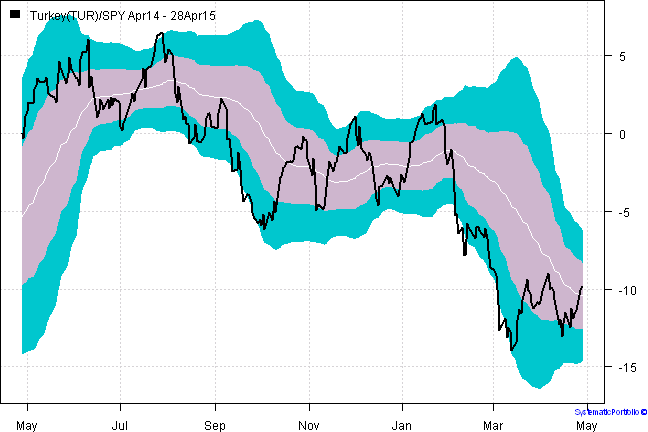 Turkey(TUR)/SPY Apr14 - 28Apr15
5
0
-5
-10
-15
May Jul Sep Nov Jan Mar May
SystematicPortfolio ©